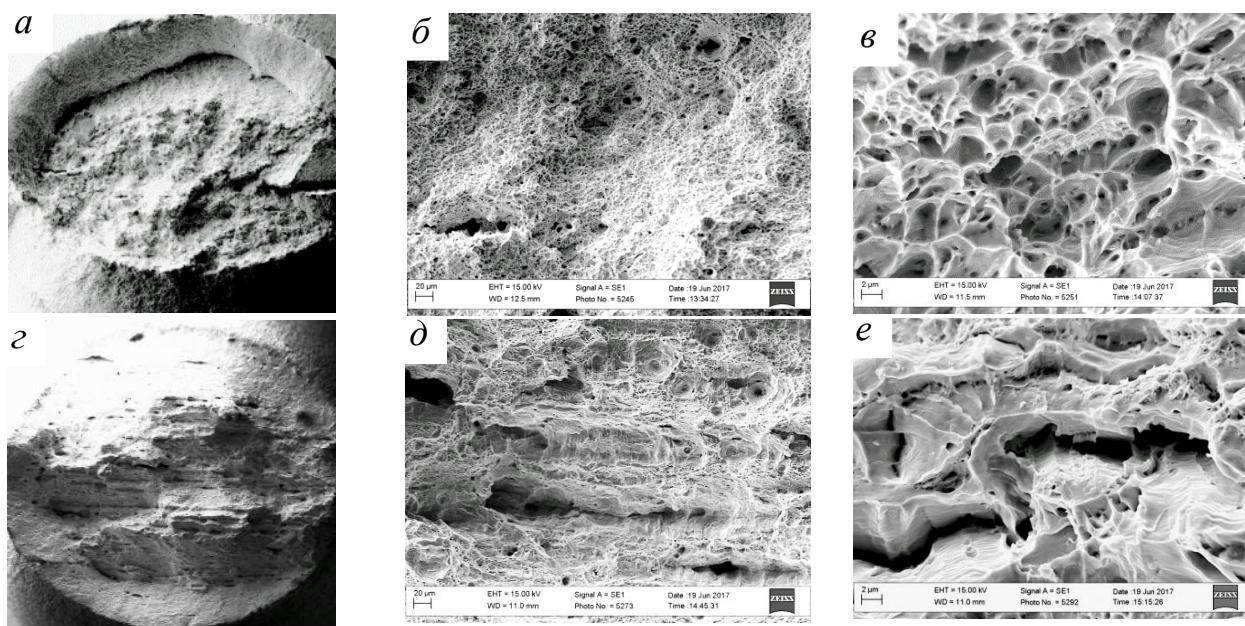 а
б
в
20 µm
EHT = 15.00 kV
WD = 12.5 mm
Signal A = SE1
Photo No. = 5245
Date :19 Jun 2017
Time :13:34:27
ZEISS
2 µm
EHT = 15.00 kV
WD = 11.5 mm
Signal A = SE1
Photo No. = 5251
Date :19 Jun 2017
Time :14:07:37
ZEISS
г
д
е
20 µm
EHT = 15.00 kV
WD = 11.0 mm
Signal A = SE1
Photo No. = 5273
Date :19 Jun 2017
Time :14:45:31
ZEISS
2 µm
EHT = 15.00 kV
WD = 11.0 mm
Signal A = SE1
Photo No. = 5292
Date :19 Jun 2017
Time :15:15:26
ZEISS